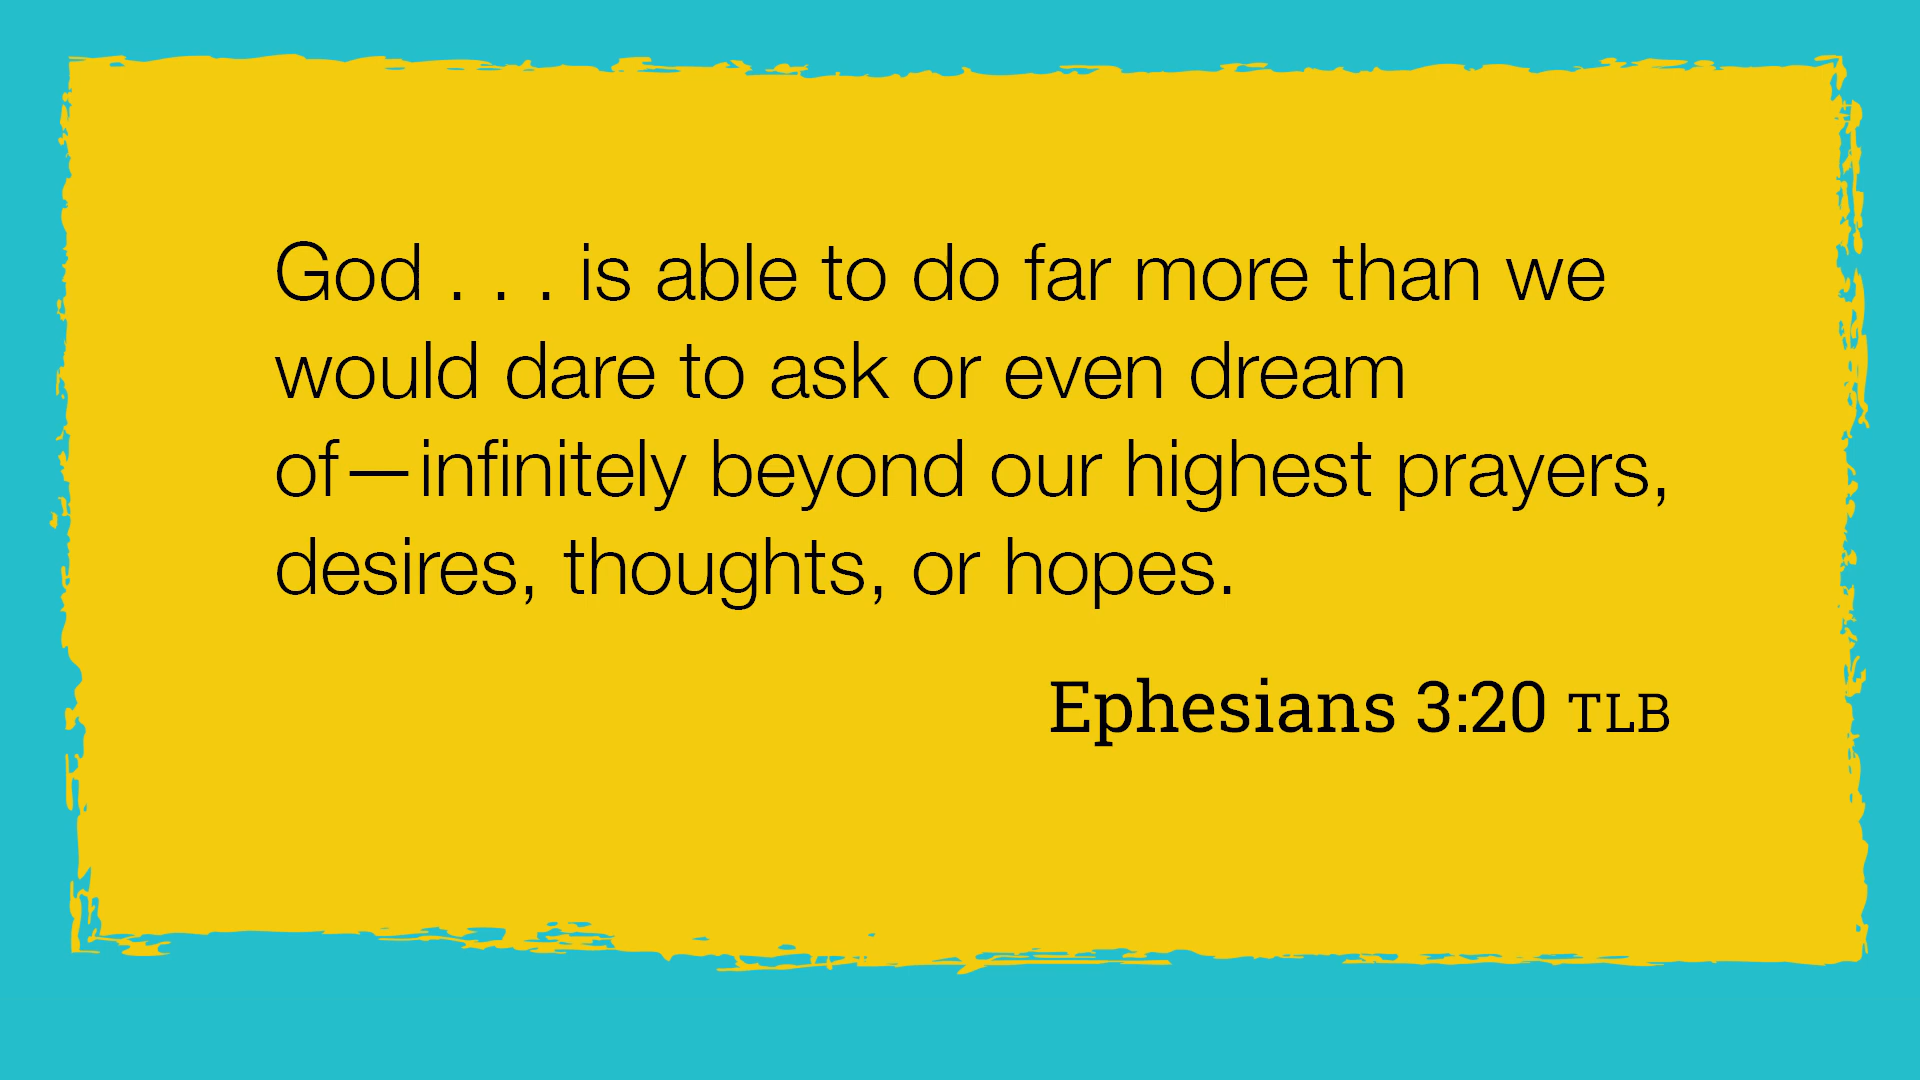 God . . . is able to do far more than we
would dare to ask or even dream
of—infinitely beyond our highest prayers,
desires, thoughts, or hopes.
Ephesians 3:20 TLB